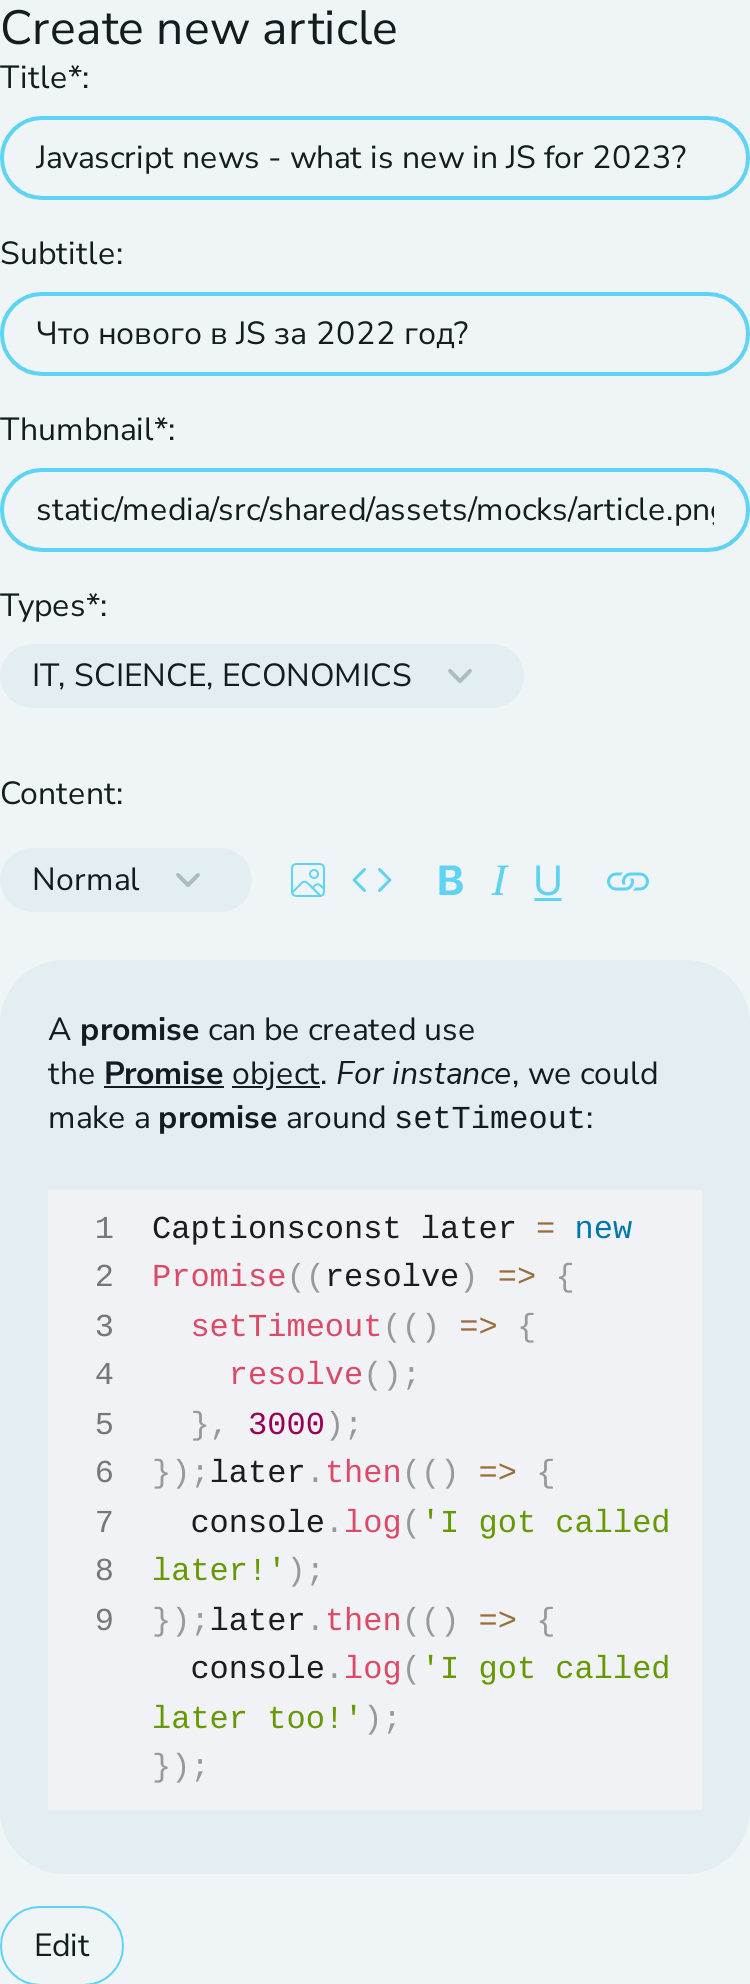 Create new article
Title*:
Javascript news - what is new in JS for 2023?
Subtitle:
Что нового в JS за 2022 год?
Thumbnail*:
static/media/src/shared/assets/mocks/article.png
Types*:
IT, SCIENCE, ECONOMICS
Content:
Normal B I U
A promise can be created use
the Promise object. For instance, we could
make a promise around setTimeout:
1 Captionsconst later = new
2 Promise((resolve) => {
3 setTimeout(() => {
4 resolve();
5 }, 3000);
6 });later.then(() => {
7 console.log('I got called
8 later!');
9 });later.then(() => {
console.log('I got called
later too!');
});
Edit